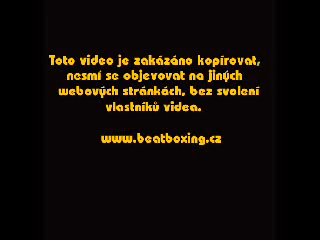 Toto video je zakázáno kopírovat,
nesmí se objevovat na jiných
webových stránkách, bez svolení
vlastníků videa.
www.beatboxing.cz